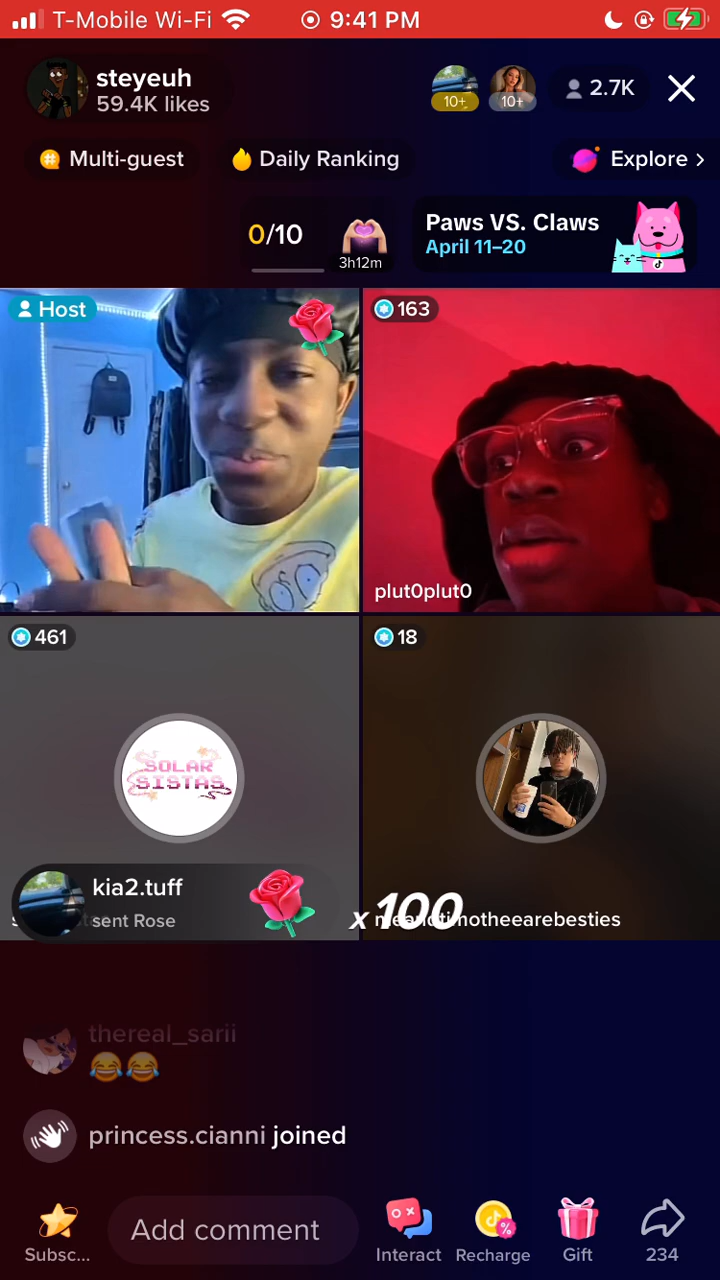 T-Mobile Wi-Fi
9:41 PM
steyeuh
59.4K likes
10+
10+
2.7K
Multi-guest
Daily Ranking
Explore
0/10
3h12m
Paws VS. Claws
April 11–20
Host
163
plut0plut0
461
18
SOLAR
SISTAS
kia2.tuff
sent Rose
x 100
thereal_sarii
😂😂
princess.cianni joined
Subsc...
Add comment
Interact
Recharge
Gift
234